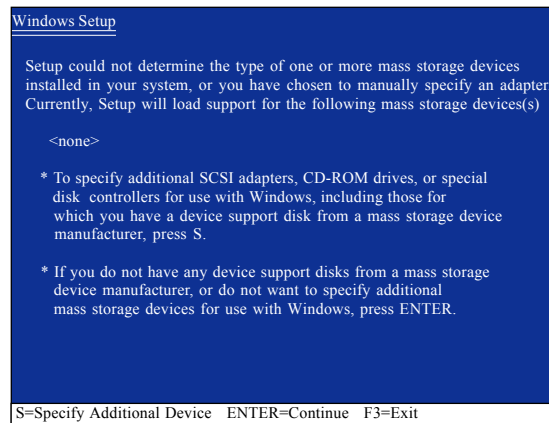 Windows Setup
Setup could not determine the type of one or more mass storage devices
installed in your system, or you have chosen to manually specify an adapter
Currently, Setup will load support for the following mass storage devices(s)
<none>
* To specify additional SCSI adapters, CD-ROM drives, or special
disk controllers for use with Windows, including those for
which you have a device support disk from a mass storage device
manufacturer, press S.
* If you do not have any device support disks from a mass storage
device manufacturer, or do not want to specify additional
mass storage devices for use with Windows, press ENTER.
S=Specify Additional Device ENTER=Continue F3=Exit